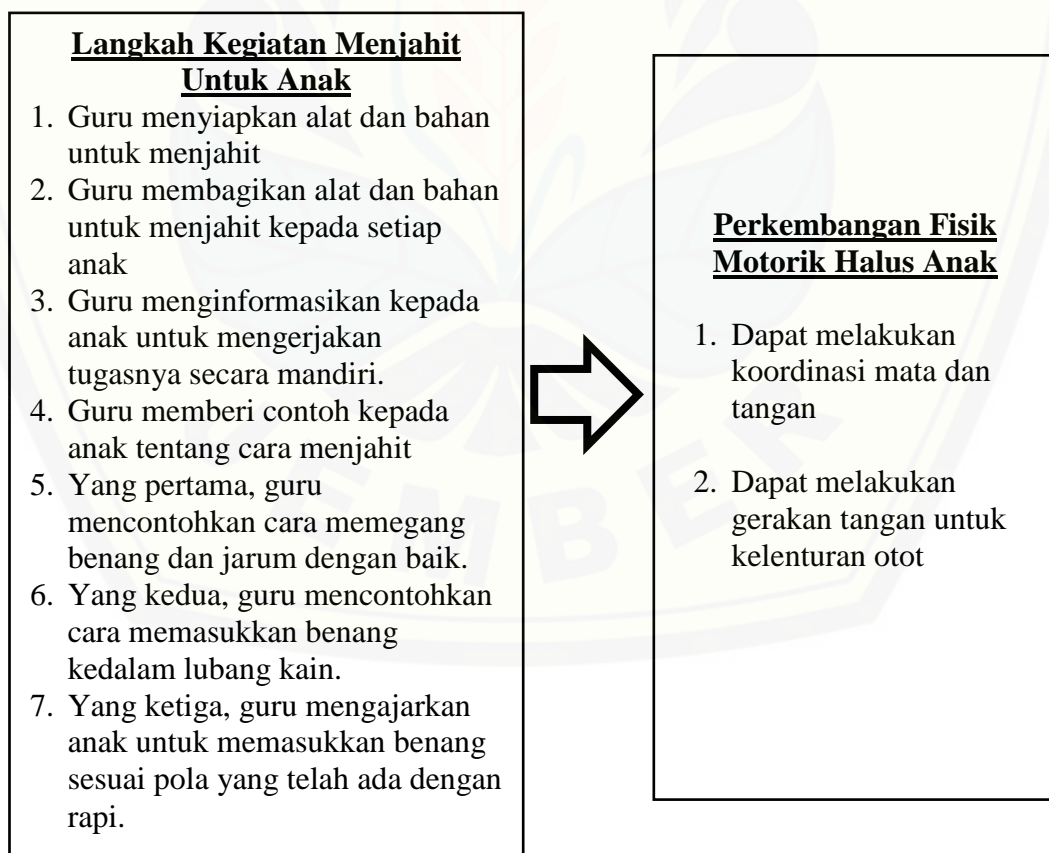 Langkah Kegiatan Menjahit
Untuk Anak
1. Guru menyiapkan alat dan bahan
untuk menjahit
2. Guru membagikan alat dan bahan
untuk menjahit kepada setiap
anak
3. Guru menginformasikan kepada
anak untuk mengerjakan
tugasnya secara mandiri.
4. Guru memberi contoh kepada
anak tentang cara menjahit
5. Yang pertama, guru
mencontohkan cara memegang
benang dan jarum dengan baik.
6. Yang kedua, guru mencontohkan
cara memasukkan benang
kedalam lubang kain.
7. Yang ketiga, guru mengajarkan
anak untuk memasukkan benang
sesuai pola yang telah ada dengan
rapi.
Perkembangan Fisik
Motorik Halus Anak
1. Dapat melakukan
koordinasi mata dan
tangan
2. Dapat melakukan
gerakan tangan untuk
kelenturan otot
EMBER